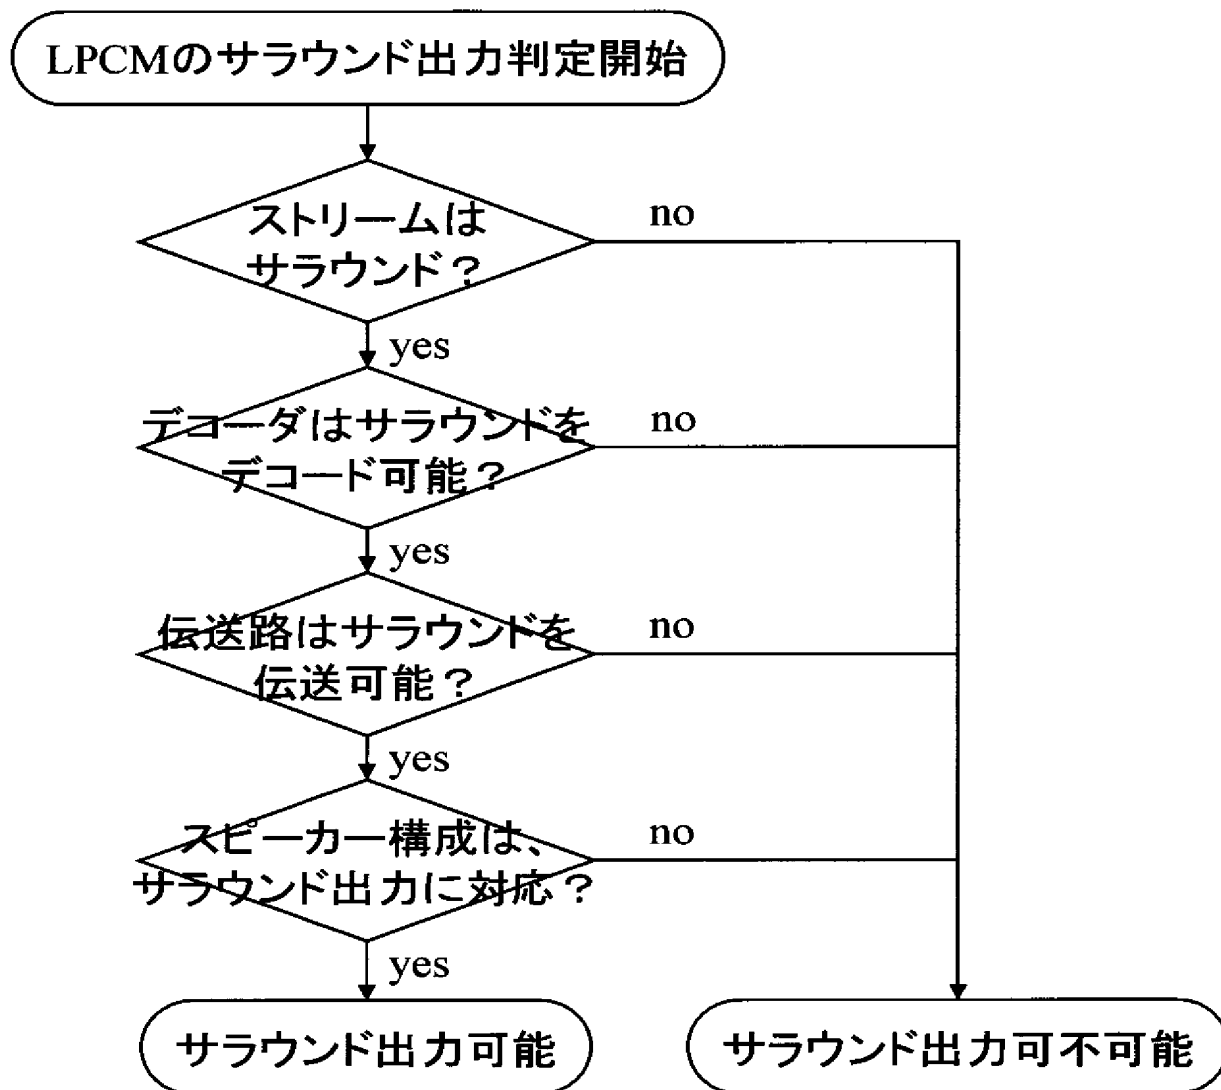 LPCMのサラウンド出力判定開始
ストリームは
サラウンド？
no
yes
デコーダはサラウンドを
デコード可能？
no
yes
伝送路はサラウンドを
伝送可能？
no
yes
スピーカー構成は、
サラウンド出力に対応？
no
yes
サラウンド出力可能
サラウンド出力可不可能